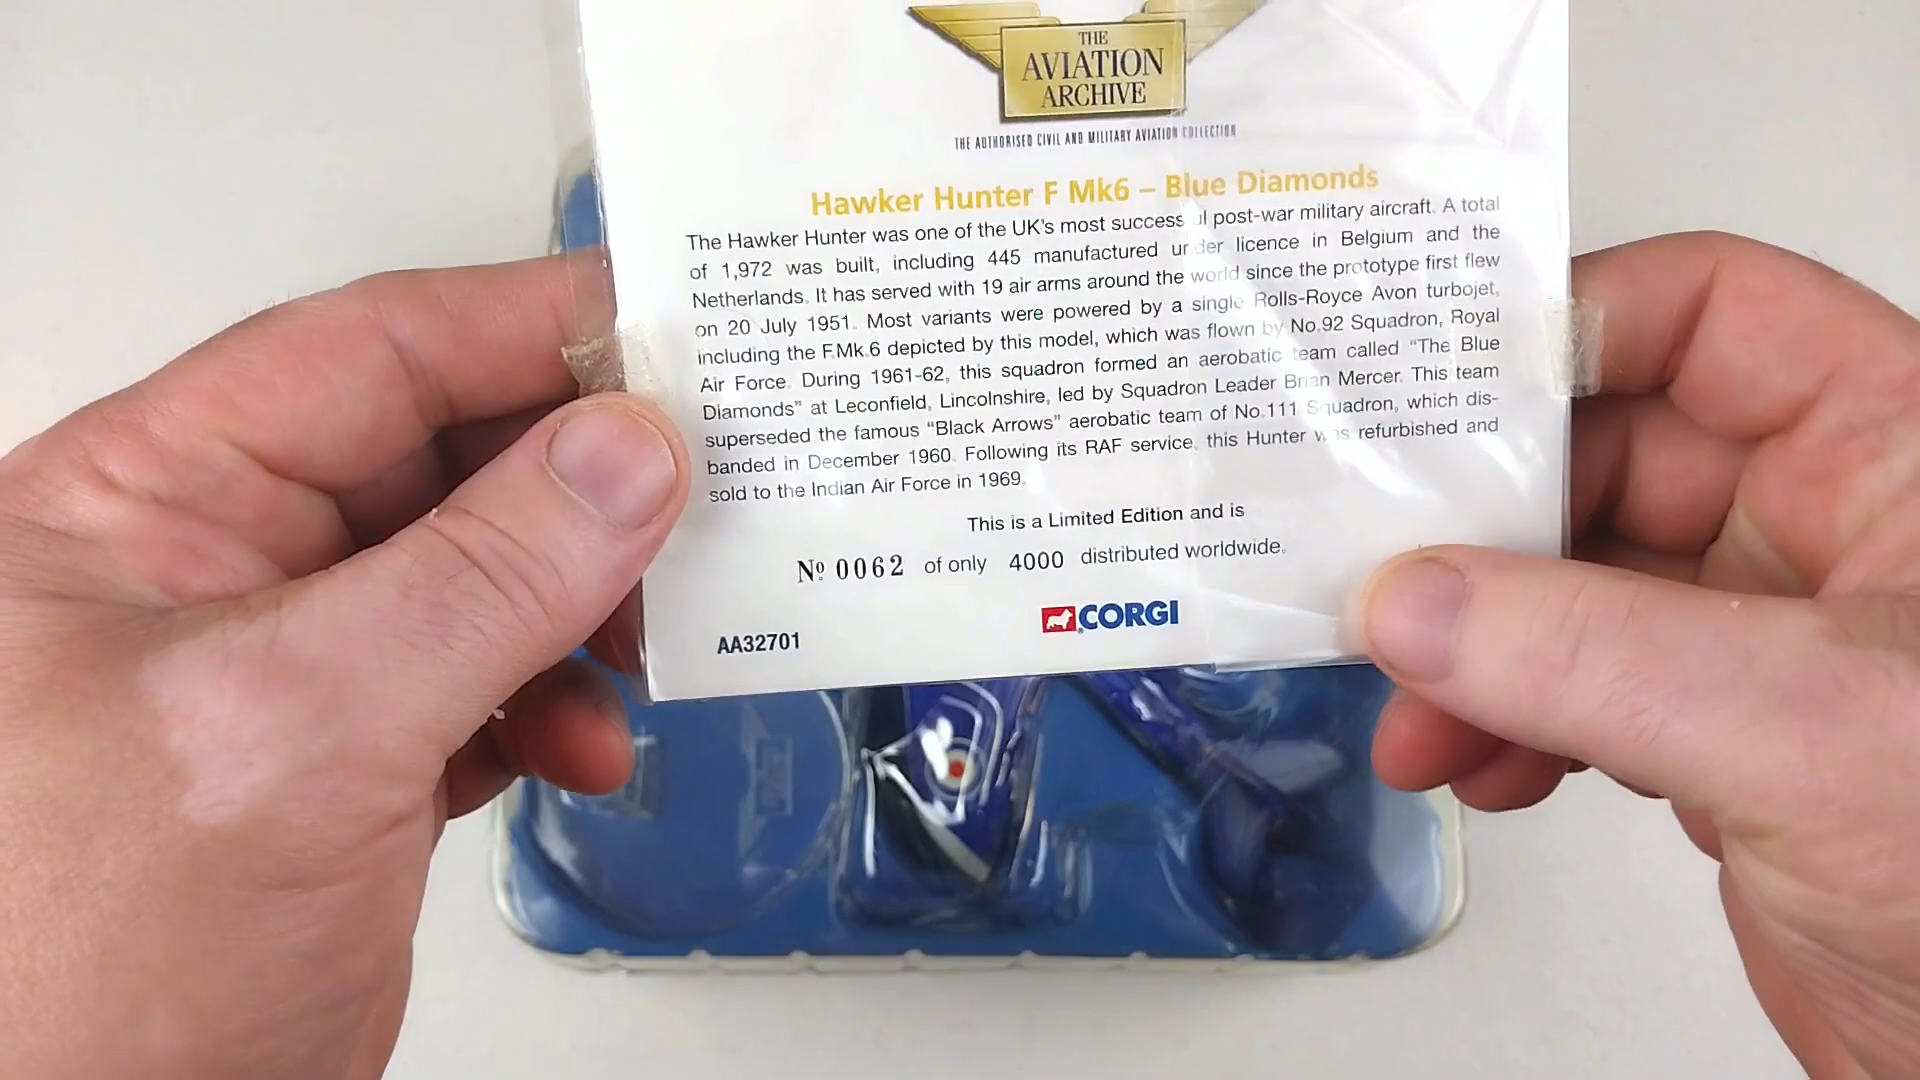 THE
AVIATION
ARCHIVE
THE AUTHORISED CIVIL AND MILITARY AVIATION COLLECTION
Hawker Hunter F Mk6 – Blue Diamonds
The Hawker Hunter was one of the UK's most success ul post-war military aircraft. A total
of 1,972 was built, including 445 manufactured under licence in Belgium and the
Netherlands. It has served with 19 air arms around the world since the prototype first flew
on 20 July 1951. Most variants were powered by a single Rolls-Royce Avon turbojet,
including the F.Mk.6 depicted by this model, which was flown by No.92 Squadron, Royal
Air Force. During 1961-62, this squadron formed an aerobatic team called "The Blue
Diamonds" at Leconfield, Lincolnshire, led by Squadron Leader Brian Mercer. This team
superseded the famous "Black Arrows" aerobatic team of No.111 Squadron, which dis-
banded in December 1960. Following its RAF service, this Hunter was refurbished and
sold to the Indian Air Force in 1969.
This is a Limited Edition and is
Nº 0062 of only 4000 distributed worldwide.
CORGI
AA32701